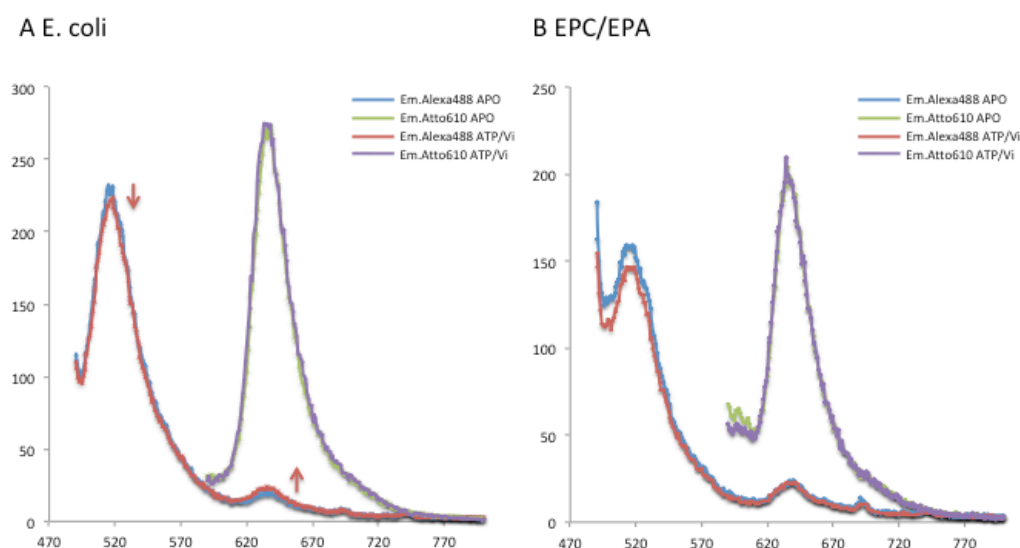 A E. coli
B EPC/EPA
300
250
200
150
100
50
0
470 520 570 620 670 720 770
Em.Alexa488 APO
Em.Atto610 APO
Em.Alexa488 ATP/Vi
Em.Atto610 ATP/Vi
250
200
150
100
50
0
470 520 570 620 670 720 770
Em.Alexa488 APO
Em.Atto610 APO
Em.Alexa488 ATP/Vi
Em.Atto610 ATP/Vi